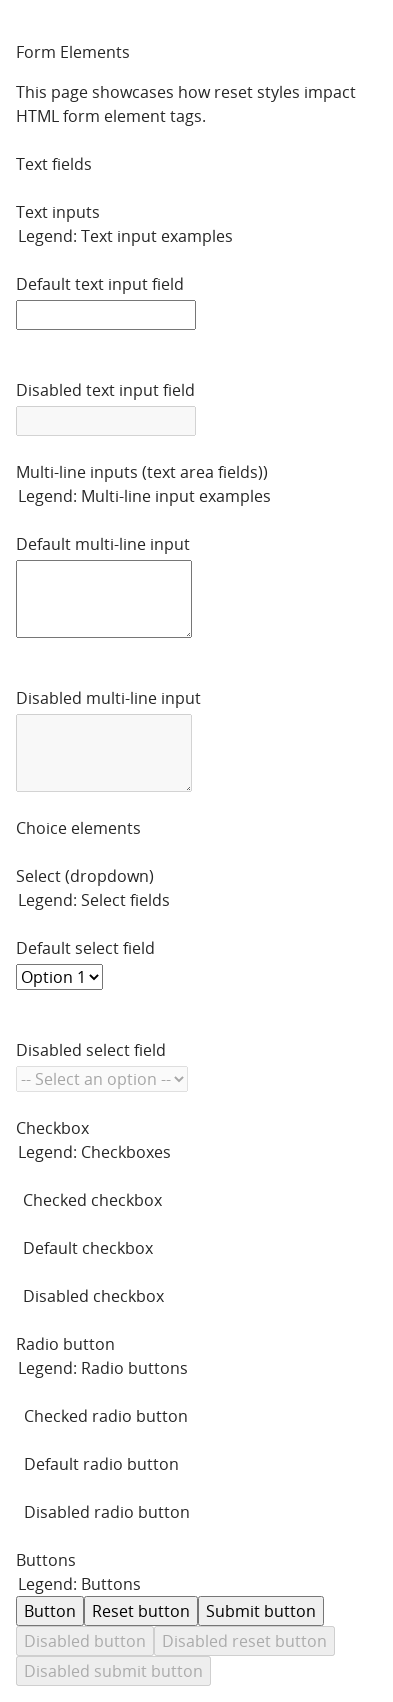 Form Elements
This page showcases how reset styles impact
HTML form element tags.
Text fields
Text inputs
Legend: Text input examples
Default text input field
Disabled text input field
Multi-line inputs (text area fields))
Legend: Multi-line input examples
Default multi-line input
Disabled multi-line input
Choice elements
Select (dropdown)
Legend: Select fields
Default select field
Option 1
Disabled select field
-- Select an option --
Checkbox
Legend: Checkboxes
Checked checkbox
Default checkbox
Disabled checkbox
Radio button
Legend: Radio buttons
Checked radio button
Default radio button
Disabled radio button
Buttons
Legend: Buttons
Button Reset button Submit button
Disabled button Disabled reset button
Disabled submit button